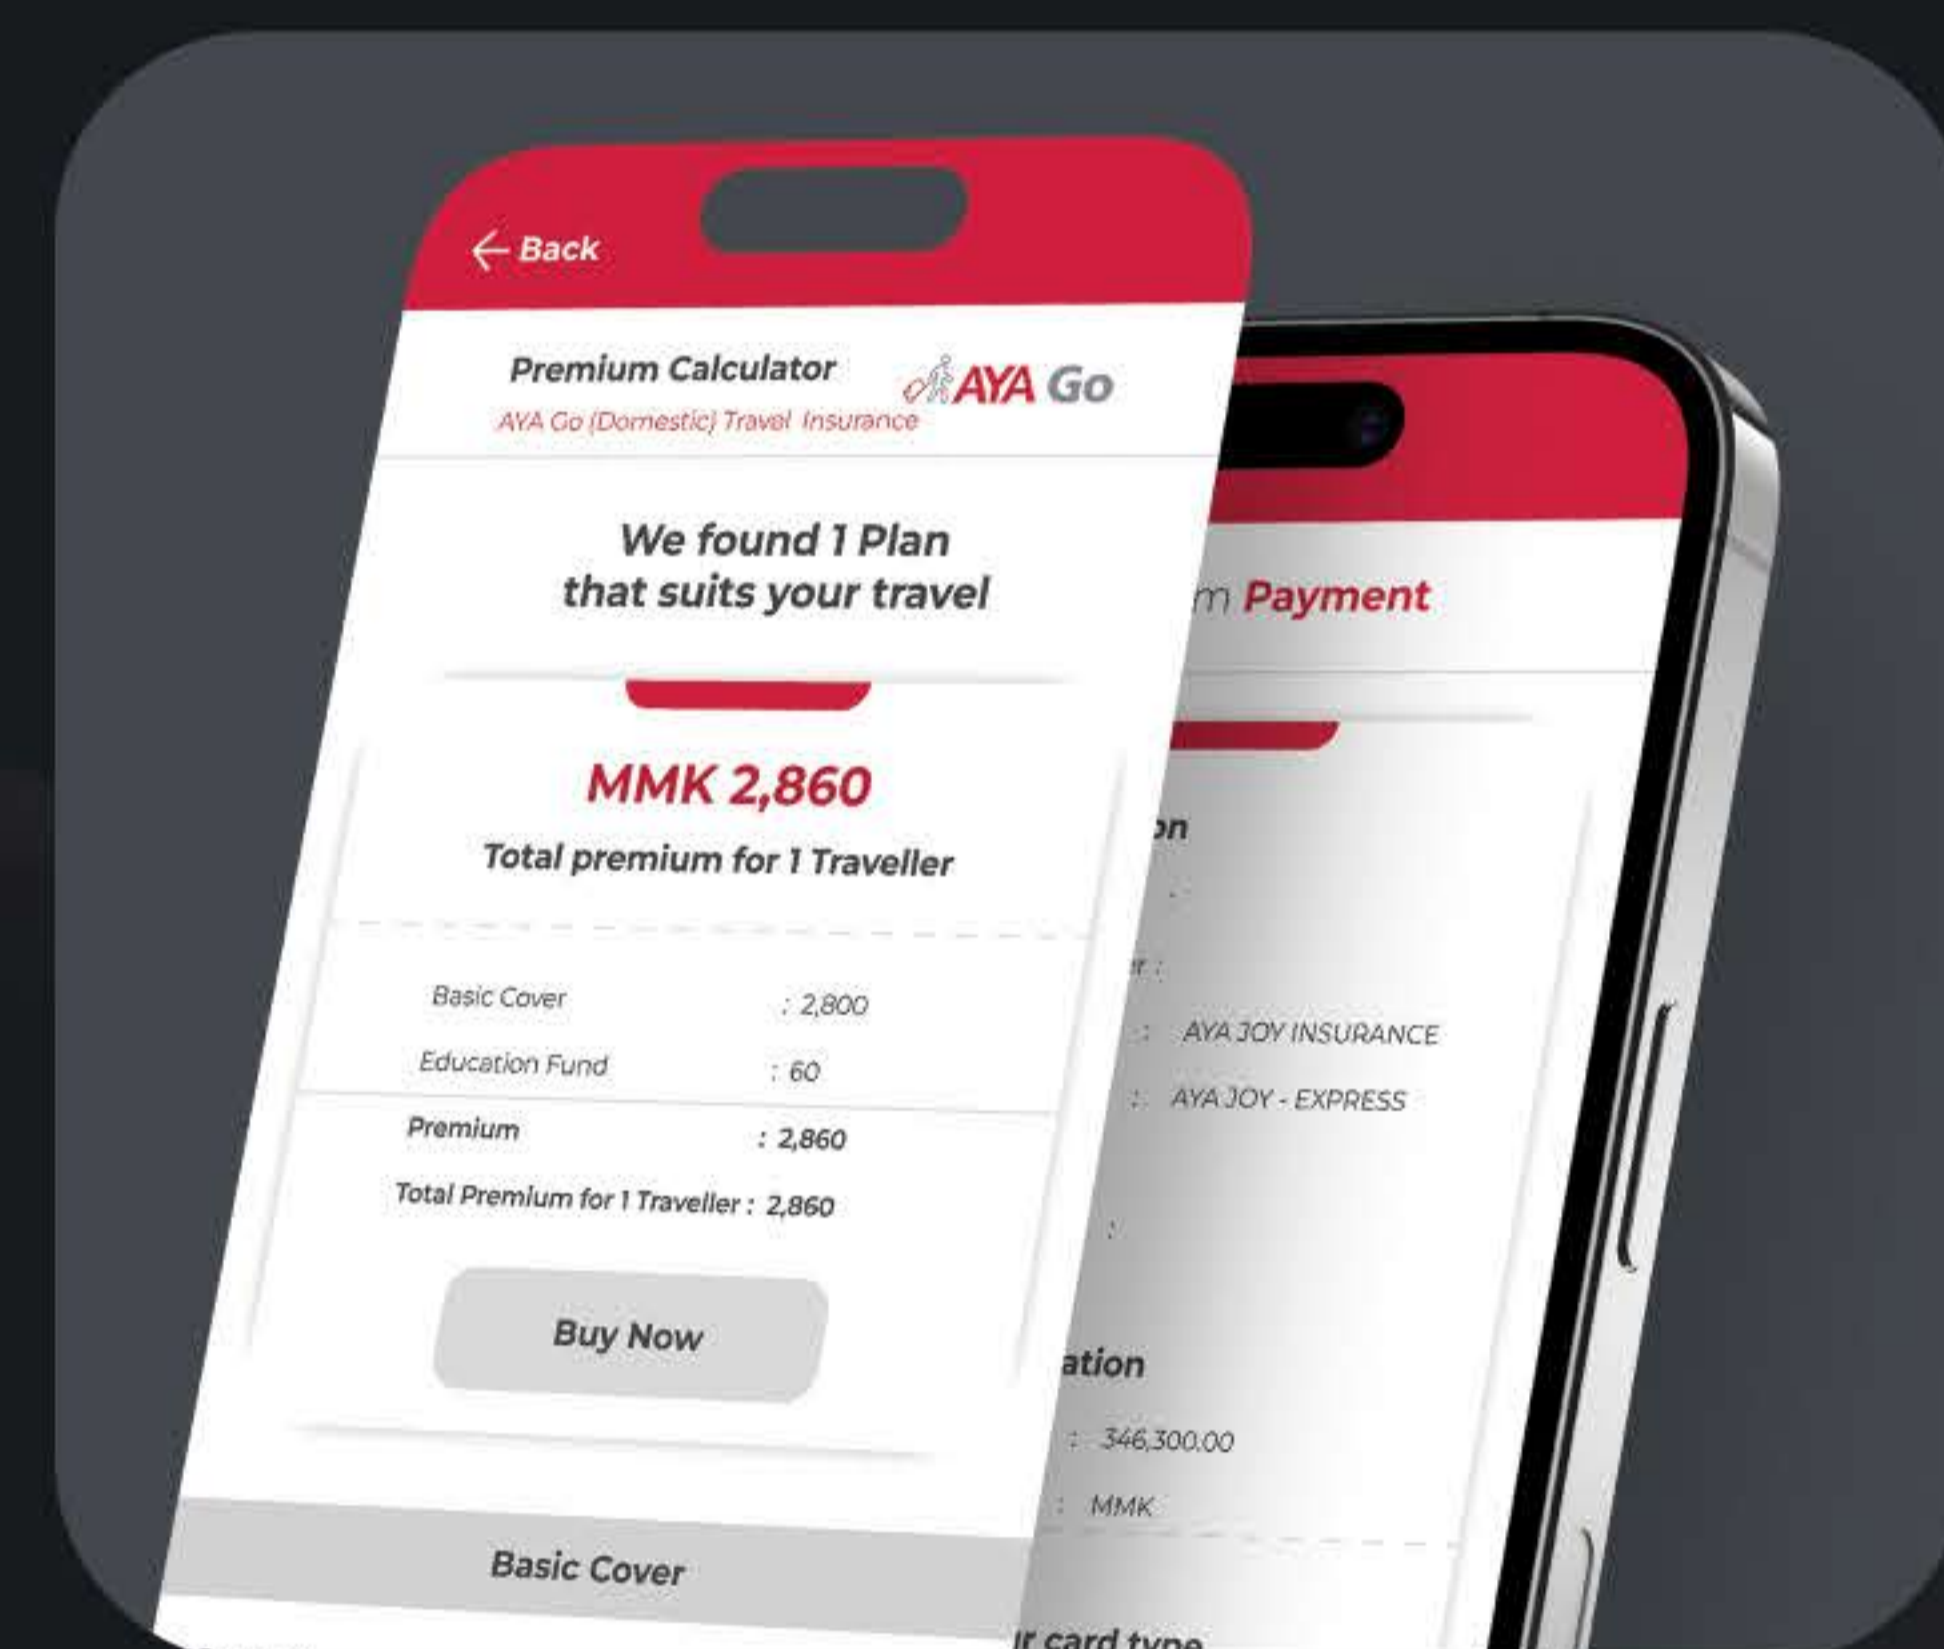 Back
Premium Calculator
AYA Go
AYA Go (Domestic) Travel Insurance
We found 1 Plan
that suits your travel
MMK 2,860
Total premium for 1 Traveller
Basic Cover : 2,800
Education Fund : 60
Premium : 2,860
Total Premium for 1 Traveller : 2,860
Buy Now
Basic Cover
m Payment
on
: AYA JOY INSURANCE
: AYA JOY - EXPRESS
:
ation
: 346,300.00
: MMK
card type